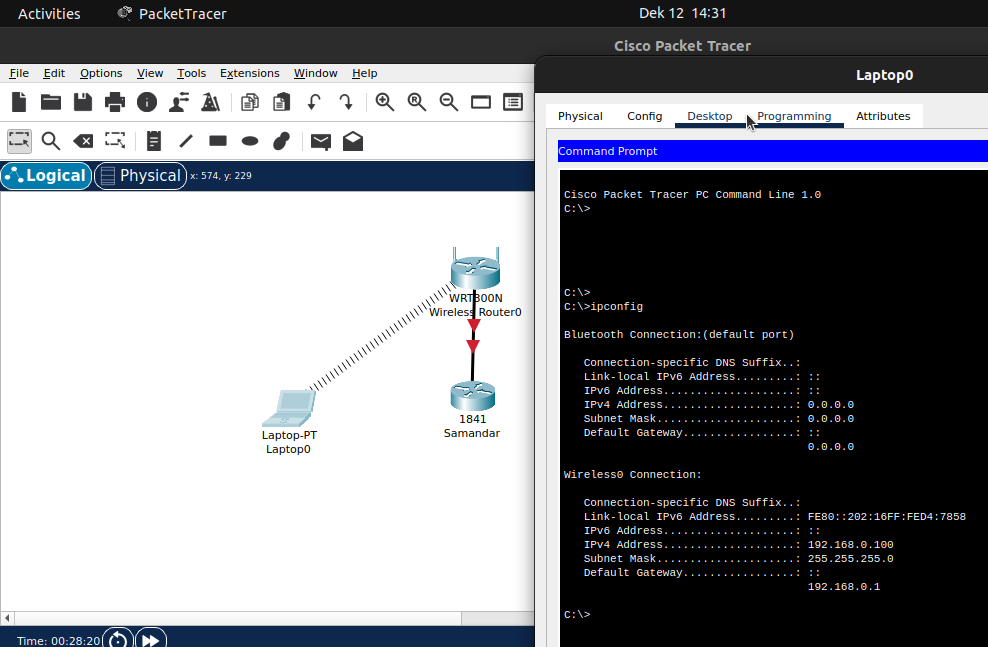 Activities
PacketTracer
Dek 12 14:31
Cisco Packet Tracer
File Edit Options View Tools Extensions Window Help
Logical
Physical
x: 574, y: 229
WRT300N
Wireless Router0
1841
Samandar
Laptop-PT
Laptop0
Time: 00:28:20
Laptop0
Physical Config Desktop Programming Attributes
Command Prompt
Cisco Packet Tracer PC Command Line 1.0
C:\>
C:\>
C:\>ipconfig
Bluetooth Connection:(default port)
Connection-specific DNS Suffix..:
Link-local IPv6 Address.........: ::
IPv6 Address....................: ::
IPv4 Address....................: 0.0.0.0
Subnet Mask.....................: 0.0.0.0
Default Gateway.................: ::
0.0.0.0
Wireless0 Connection:
Connection-specific DNS Suffix..:
Link-local IPv6 Address.........: FE80::202:16FF:FED4:7858
IPv6 Address....................: ::
IPv4 Address....................: 192.168.0.100
Subnet Mask.....................: 255.255.255.0
Default Gateway.................: ::
192.168.0.1
C:\>